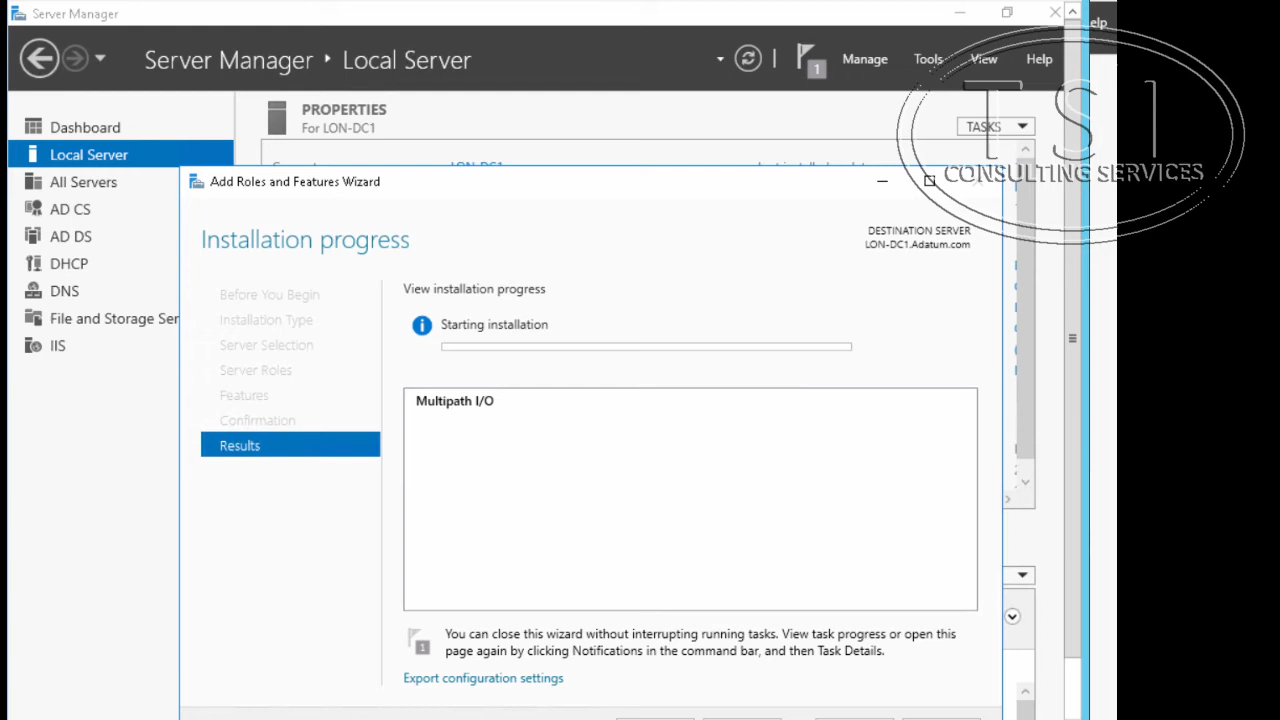 Server Manager
elp
Server Manager ‣ Local Server
1
Manage
Tools
View
Help
PROPERTIES
For LON-DC1
TASKS
TSI
CONSULTING SERVICES
Dashboard
Local Server
All Servers
AD CS
AD DS
DHCP
DNS
File and Storage Ser
IIS
LON-DC1
Add Roles and Features Wizard
Installation progress
DESTINATION SERVER
LON-DC1.Adatum.com
Before You Begin
Installation Type
Server Selection
Server Roles
Features
Confirmation
Results
View installation progress
Starting installation
Multipath I/O
1
You can close this wizard without interrupting running tasks. View task progress or open this
page again by clicking Notifications in the command bar, and then Task Details.
Export configuration settings